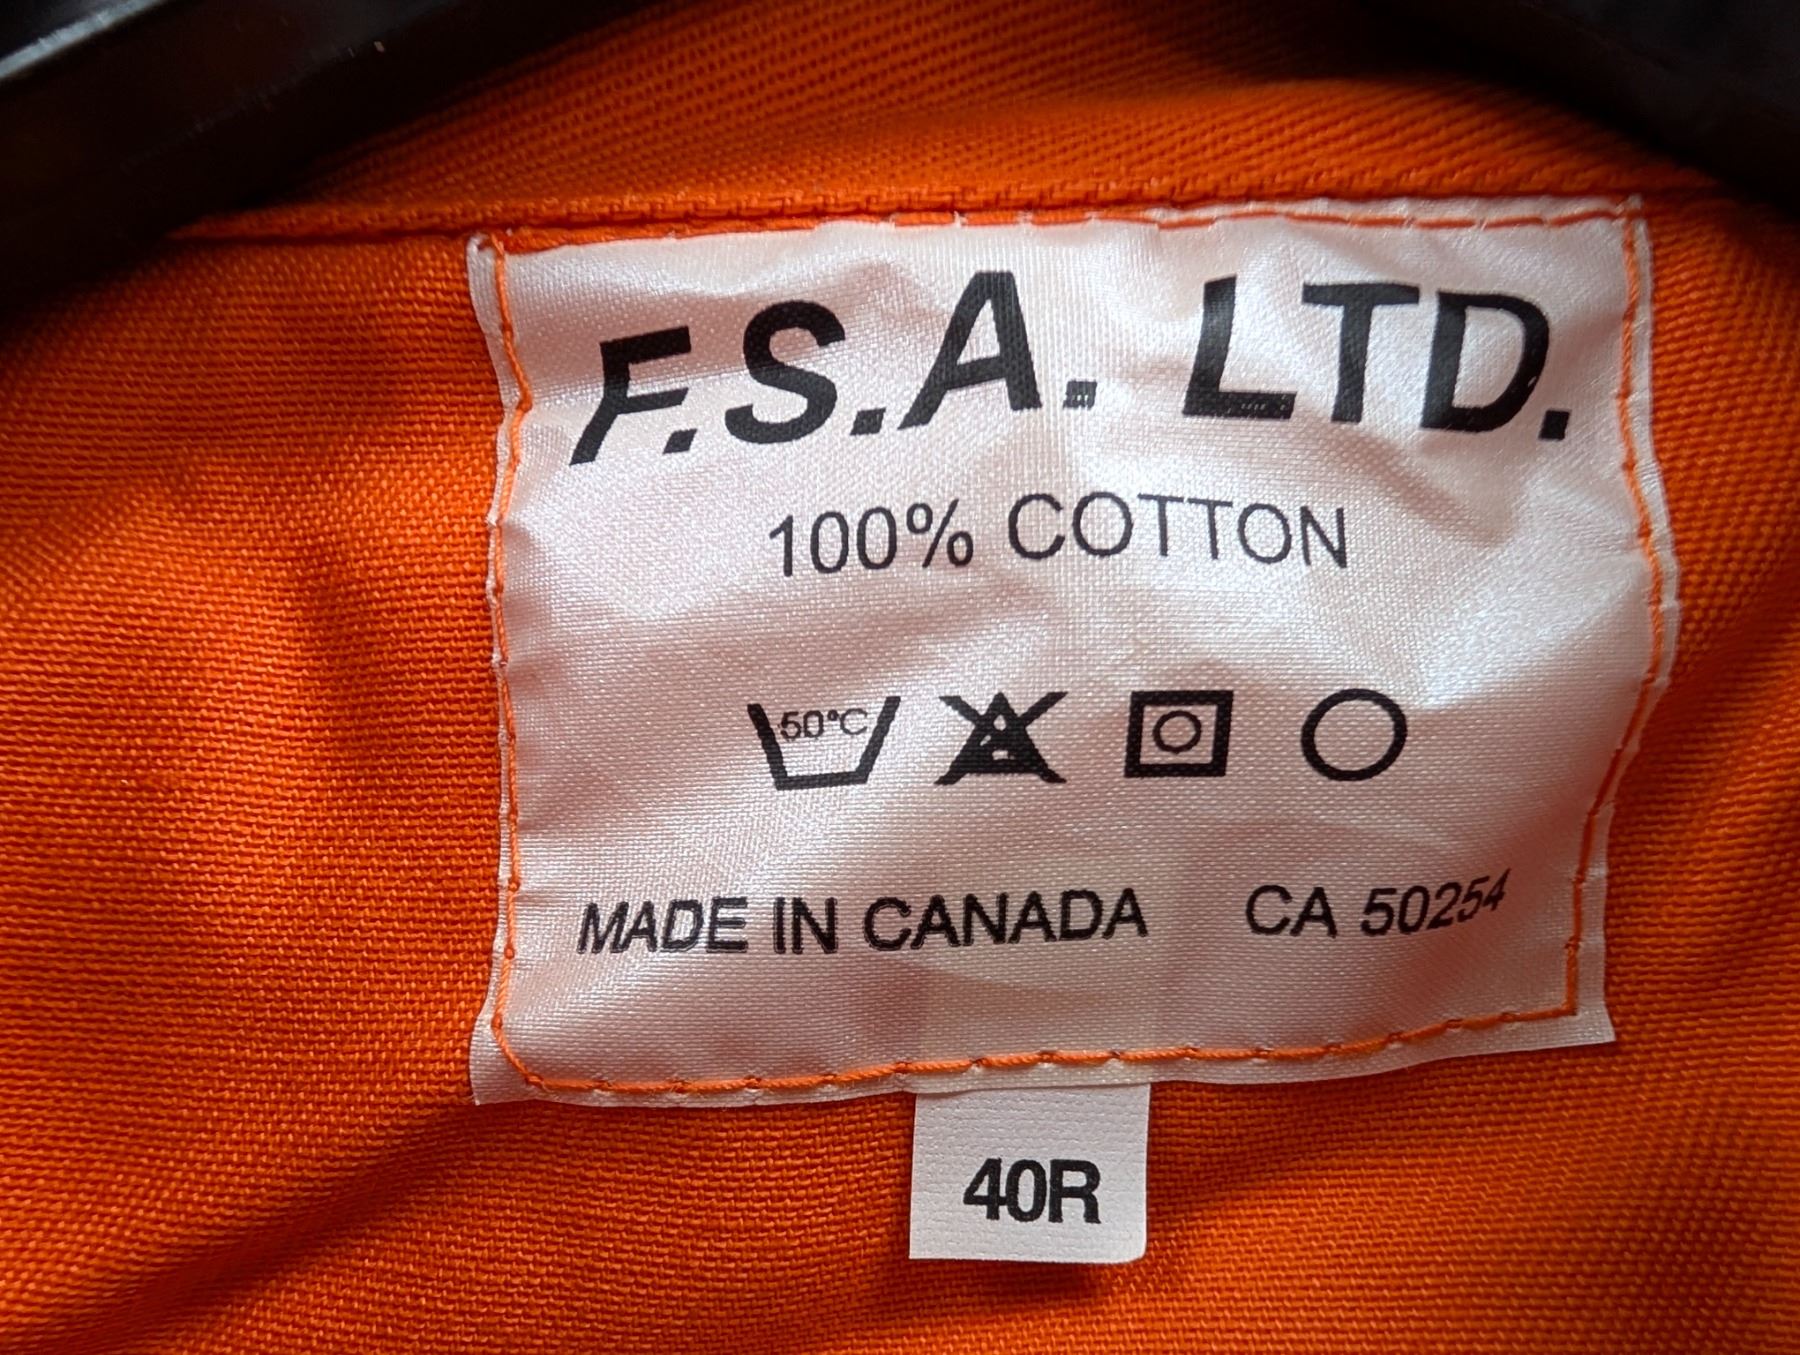 F.S.A. LTD.
100% COTTON
50°C
MADE IN CANADA CA 50254
40R